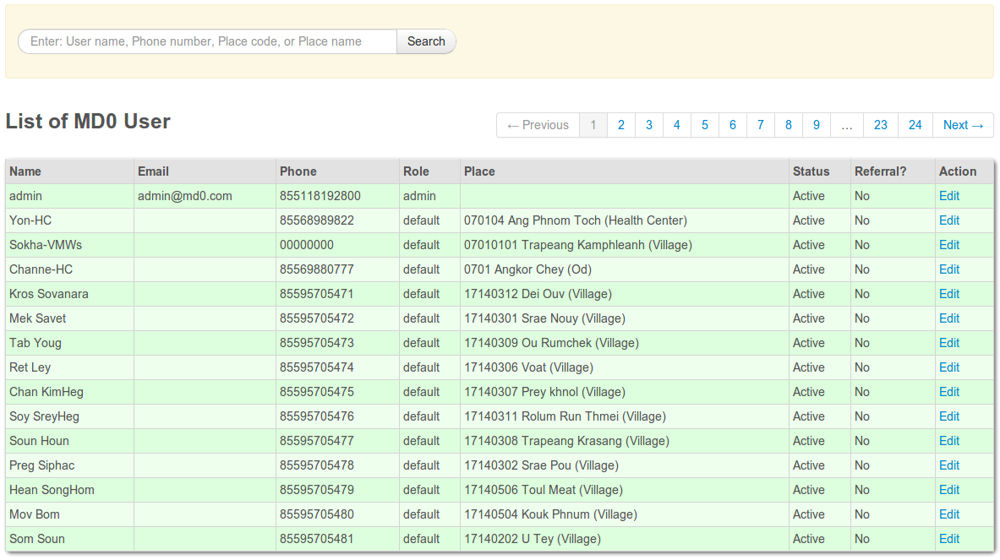 Enter: User name, Phone number, Place code, or Place name Search
List of MD0 User
← Previous 1 2 3 4 5 6 7 8 9 … 23 24 Next →
Name Email Phone Role Place Status Referral? Action
admin admin@md0.com 855118192800 admin Active No Edit
Yon-HC 85568989822 default 070104 Ang Phnom Toch (Health Center) Active No Edit
Sokha-VMWs 00000000 default 07010101 Trapeang Kamphleanh (Village) Active No Edit
Channe-HC 85569880777 default 0701 Angkor Chey (Od) Active No Edit
Kros Sovanara 85595705471 default 17140312 Dei Ouv (Village) Active No Edit
Mek Savet 85595705472 default 17140301 Srae Nouy (Village) Active No Edit
Tab Youg 85595705473 default 17140309 Ou Rumchek (Village) Active No Edit
Ret Ley 85595705474 default 17140306 Voat (Village) Active No Edit
Chan KimHeg 85595705475 default 17140307 Prey khnol (Village) Active No Edit
Soy SreyHeg 85595705476 default 17140311 Rolum Run Thmei (Village) Active No Edit
Soun Houn 85595705477 default 17140308 Trapeang Krasang (Village) Active No Edit
Preg Siphac 85595705478 default 17140302 Srae Pou (Village) Active No Edit
Hean SongHom 85595705479 default 17140506 Toul Meat (Village) Active No Edit
Mov Bom 85595705480 default 17140504 Kouk Phnum (Village) Active No Edit
Som Soun 85595705481 default 17140202 U Tey (Village) Active No Edit